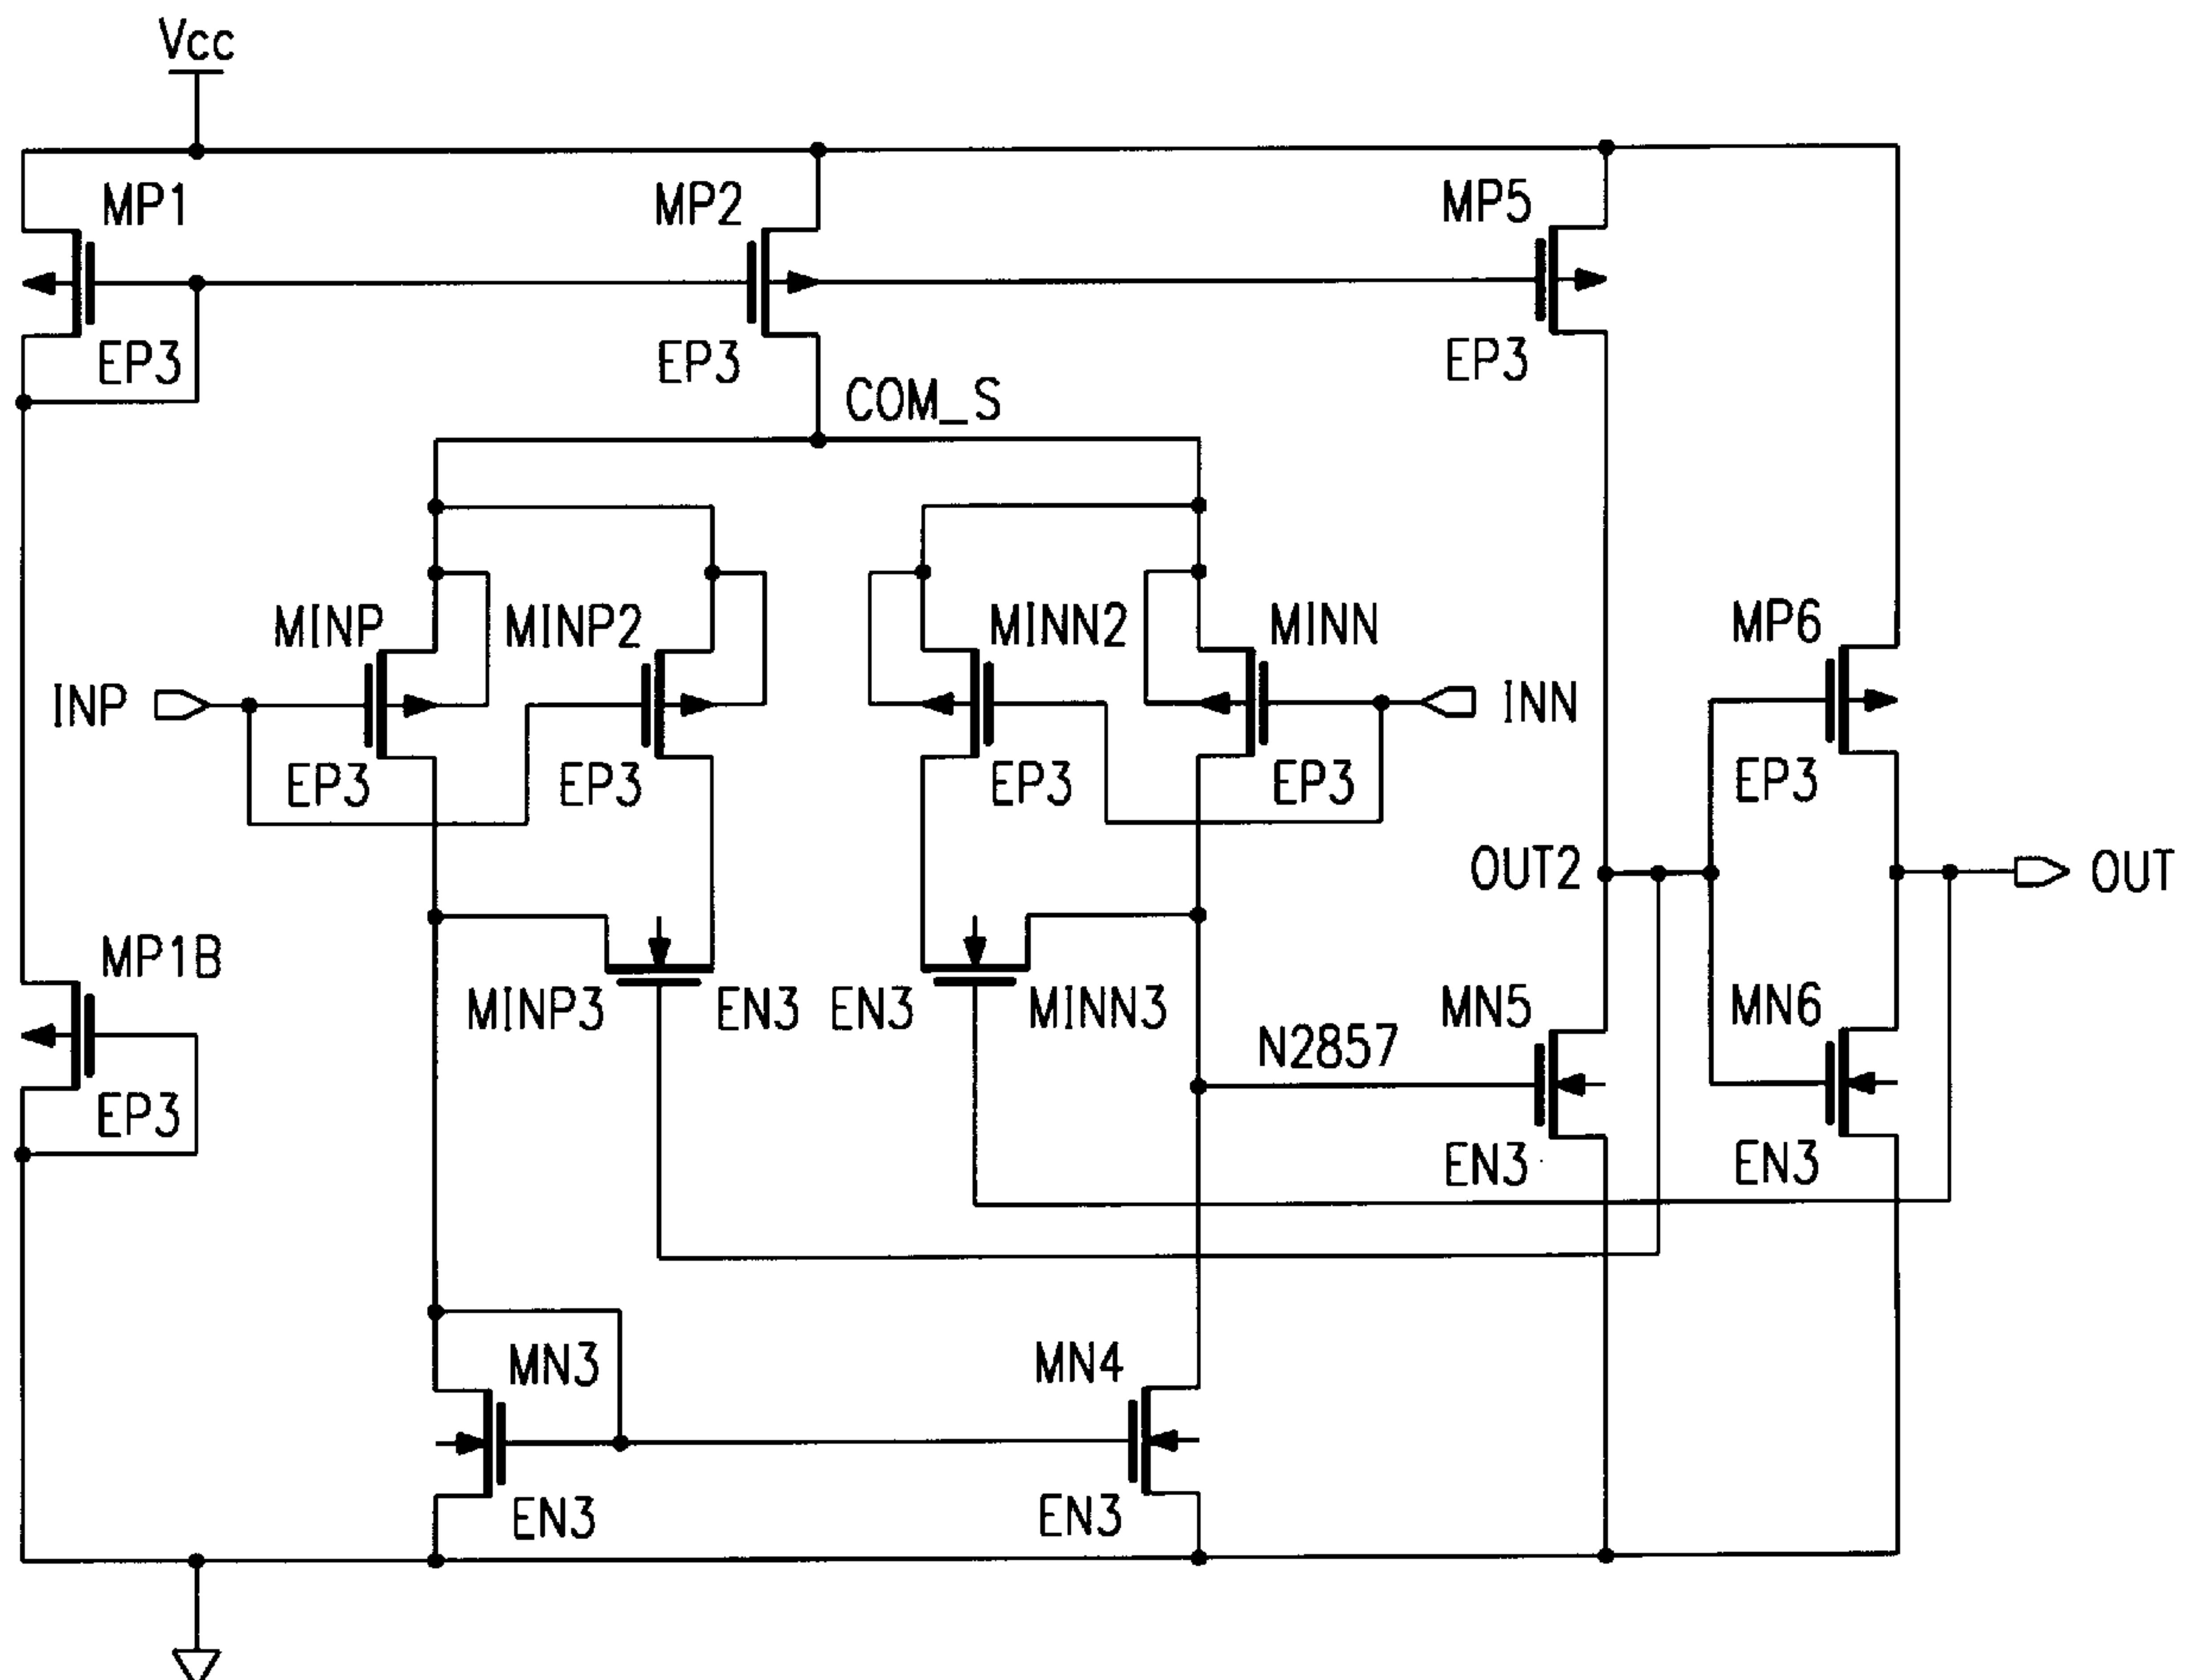 Vcc
MP1
MP2
MP5
EP3
EP3
EP3
COM_S
MINP
MINP2
MINN2
MINN
MP6
INP
INN
EP3
EP3
EP3
EP3
EP3
OUT2
OUT
MP1B
MINP3
EN3
EN3
MINN3
MN5
MN6
N2857
EP3
EN3
EN3
MN3
MN4
EN3
EN3